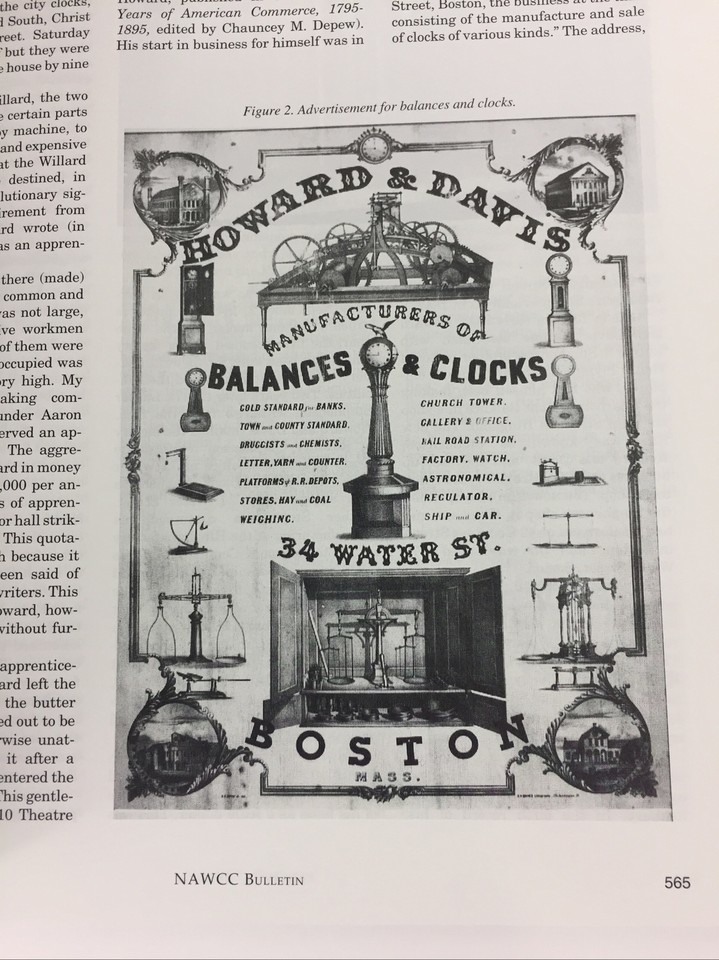 the city clocks,
South, Christ
reet. Saturday
but they were
house by nine
illard, the two
certain parts
y machine, to
and expensive
at the Willard
destined, in
lutionary sig-
irement from
rd wrote (in
as an appren-
there (made)
common and
as not large,
ve workmen
of them were
occupied was
ry high. My
aking com-
under Aaron
erved an ap-
The aggre-
ard in money
,000 per an-
s of appren-
or hall strik-
This quota-
h because it
een said of
writers. This
oward, how-
without fur-
apprentice-
ard left the
the butter
ed out to be
rwise unat-
it after a
entered the
This gentle-
10 Theatre
Years of American Commerce, 1795-
1895, edited by Chauncey M. Depew).
His start in business for himself was in
Street, Boston, the business at the
consisting of the manufacture and sale
of clocks of various kinds." The address,
Figure 2. Advertisement for balances and clocks.
HOWARD & DAVIS
MANUFACTURERS OF
BALANCES & CLOCKS
GOLD STANDARD for BANKS,
TOWN and COUNTY STANDARD,
DRUGGISTS and CHEMISTS,
LETTER, YARN and COUNTER,
PLATFORMS of R.R. DEPOTS,
STORES, HAY and COAL
WEIGHING.
CHURCH TOWER.
GALLERY & OFFICE.
RAIL ROAD STATION.
FACTORY, WATCH,
ASTRONOMICAL.
REGULATOR.
SHIP and CAR.
34 WATER ST.
BOSTON
MASS.
NAWCC BULLETIN
565